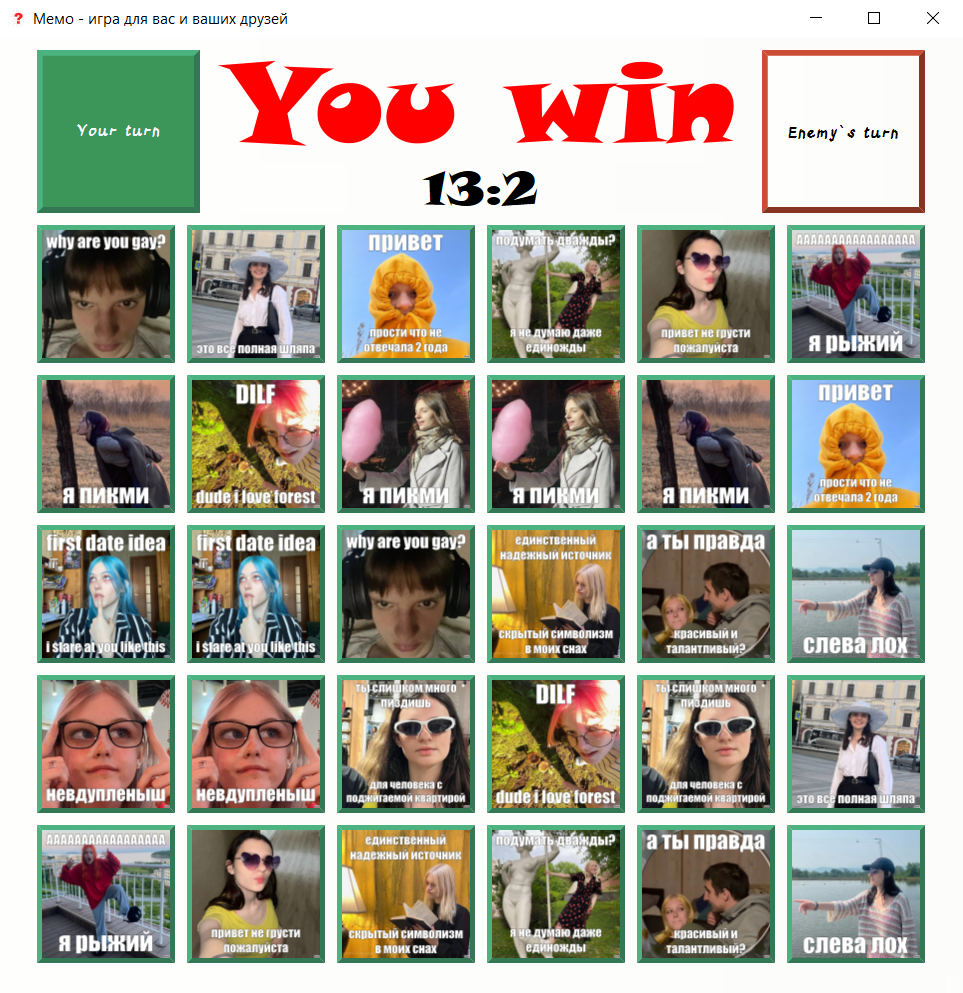 Мемо - игра для вас и ваших друзей
Your turn
You win
13:2
Enemy`s turn
why are you gay?
это все полная шляпа
привет
прости что не
отвечала 2 года
подумать дважды?
я не думаю даже
единожды
привет не грусти
пожалуйста
АААААААААААААААААА
я рыжий
я пикми
DILF
dude i love forest
я пикми
я пикми
я пикми
привет
прости что не
отвечала 2 года
first date idea
i stare at you like this
first date idea
i stare at you like this
why are you gay?
единственный
надежный источник
скрытый символизм
в моих снах
а ты правда
красивый и
талантливый?
слева лох
невдупленыш
невдупленыш
ты слишком много
пиздишь
для человека с
поджигаемой квартирой
DILF
dude i love forest
ты слишком много
пиздишь
для человека с
поджигаемой квартирой
это все полная шляпа
АААААААААААААААААА
я рыжий
привет не грусти
пожалуйста
единственный
надежный источник
скрытый символизм
в моих снах
подумать дважды?
я не думаю даже
единожды
а ты правда
красивый и
талантливый?
слева лох